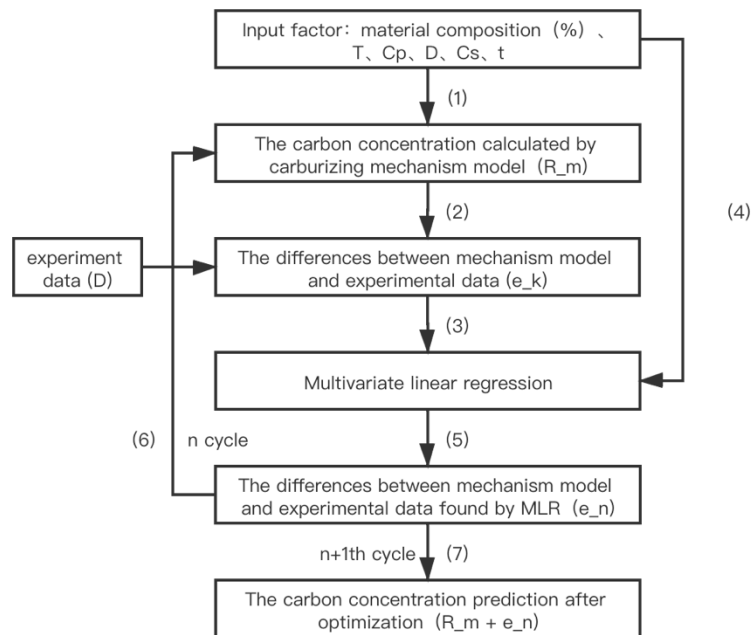 Input factor：material composition（%）、
T、Cp、D、Cs、t
(1)
The carbon concentration calculated by
carburizing mechanism model（R_m）
(2)
(4)
experiment
data (D)
The differences between mechanism model
and experimental data (e_k)
(3)
Multivariate linear regression
(6)
n cycle
(5)
The differences between mechanism model
and experimental data found by MLR（e_n）
n+1th cycle
(7)
The carbon concentration prediction after
optimization（R_m + e_n）